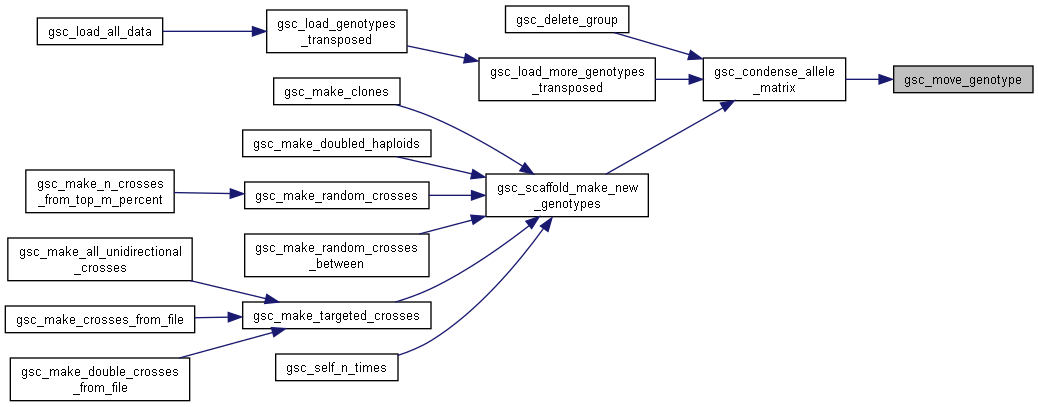 gsc_delete_group
gsc_load_genotypes
_transposed
gsc_load_all_data
gsc_load_more_genotypes
_transposed
gsc_condense_allele
_matrix
gsc_move_genotype
gsc_make_clones
gsc_make_doubled_haploids
gsc_make_n_crosses
_from_top_m_percent
gsc_make_random_crosses
gsc_scaffold_make_new
_genotypes
gsc_make_random_crosses
_between
gsc_make_all_unidirectional
_crosses
gsc_make_crosses_from_file
gsc_make_targeted_crosses
gsc_make_double_crosses
_from_file
gsc_self_n_times